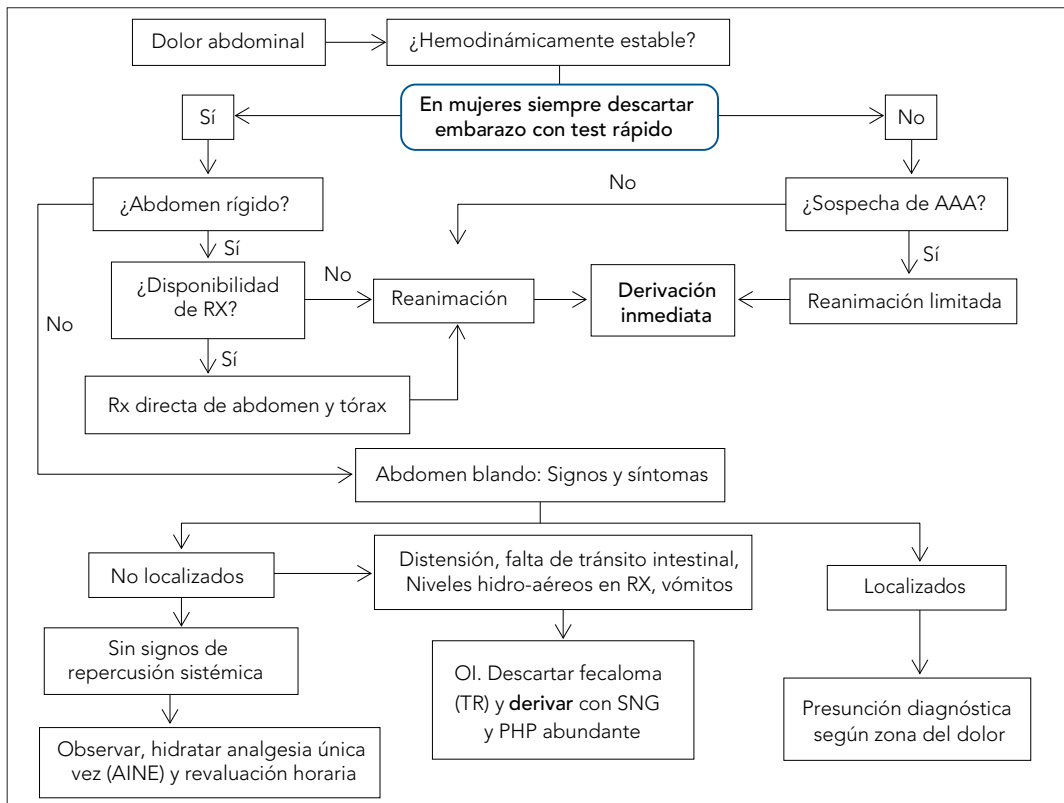 Dolor abdominal
¿Hemodinámicamente estable?
En mujeres siempre descartar
embarazo con test rápido
Sí
No
¿Abdomen rígido?
No
¿Sospecha de AAA?
Sí
Sí
¿Disponibilidad
de RX?
No
Reanimación
Derivación
inmediata
Reanimación limitada
No
Sí
Rx directa de abdomen y tórax
Abdomen blando: Signos y síntomas
No localizados
Distensión, falta de tránsito intestinal,
Niveles hidro-aéreos en RX, vómitos
Localizados
Sin signos de
repercusión sistémica
OI. Descartar fecaloma
(TR) y derivar con SNG
y PHP abundante
Presunción diagnóstica
según zona del dolor
Observar, hidratar analgesia única
vez (AINE) y revaluación horaria